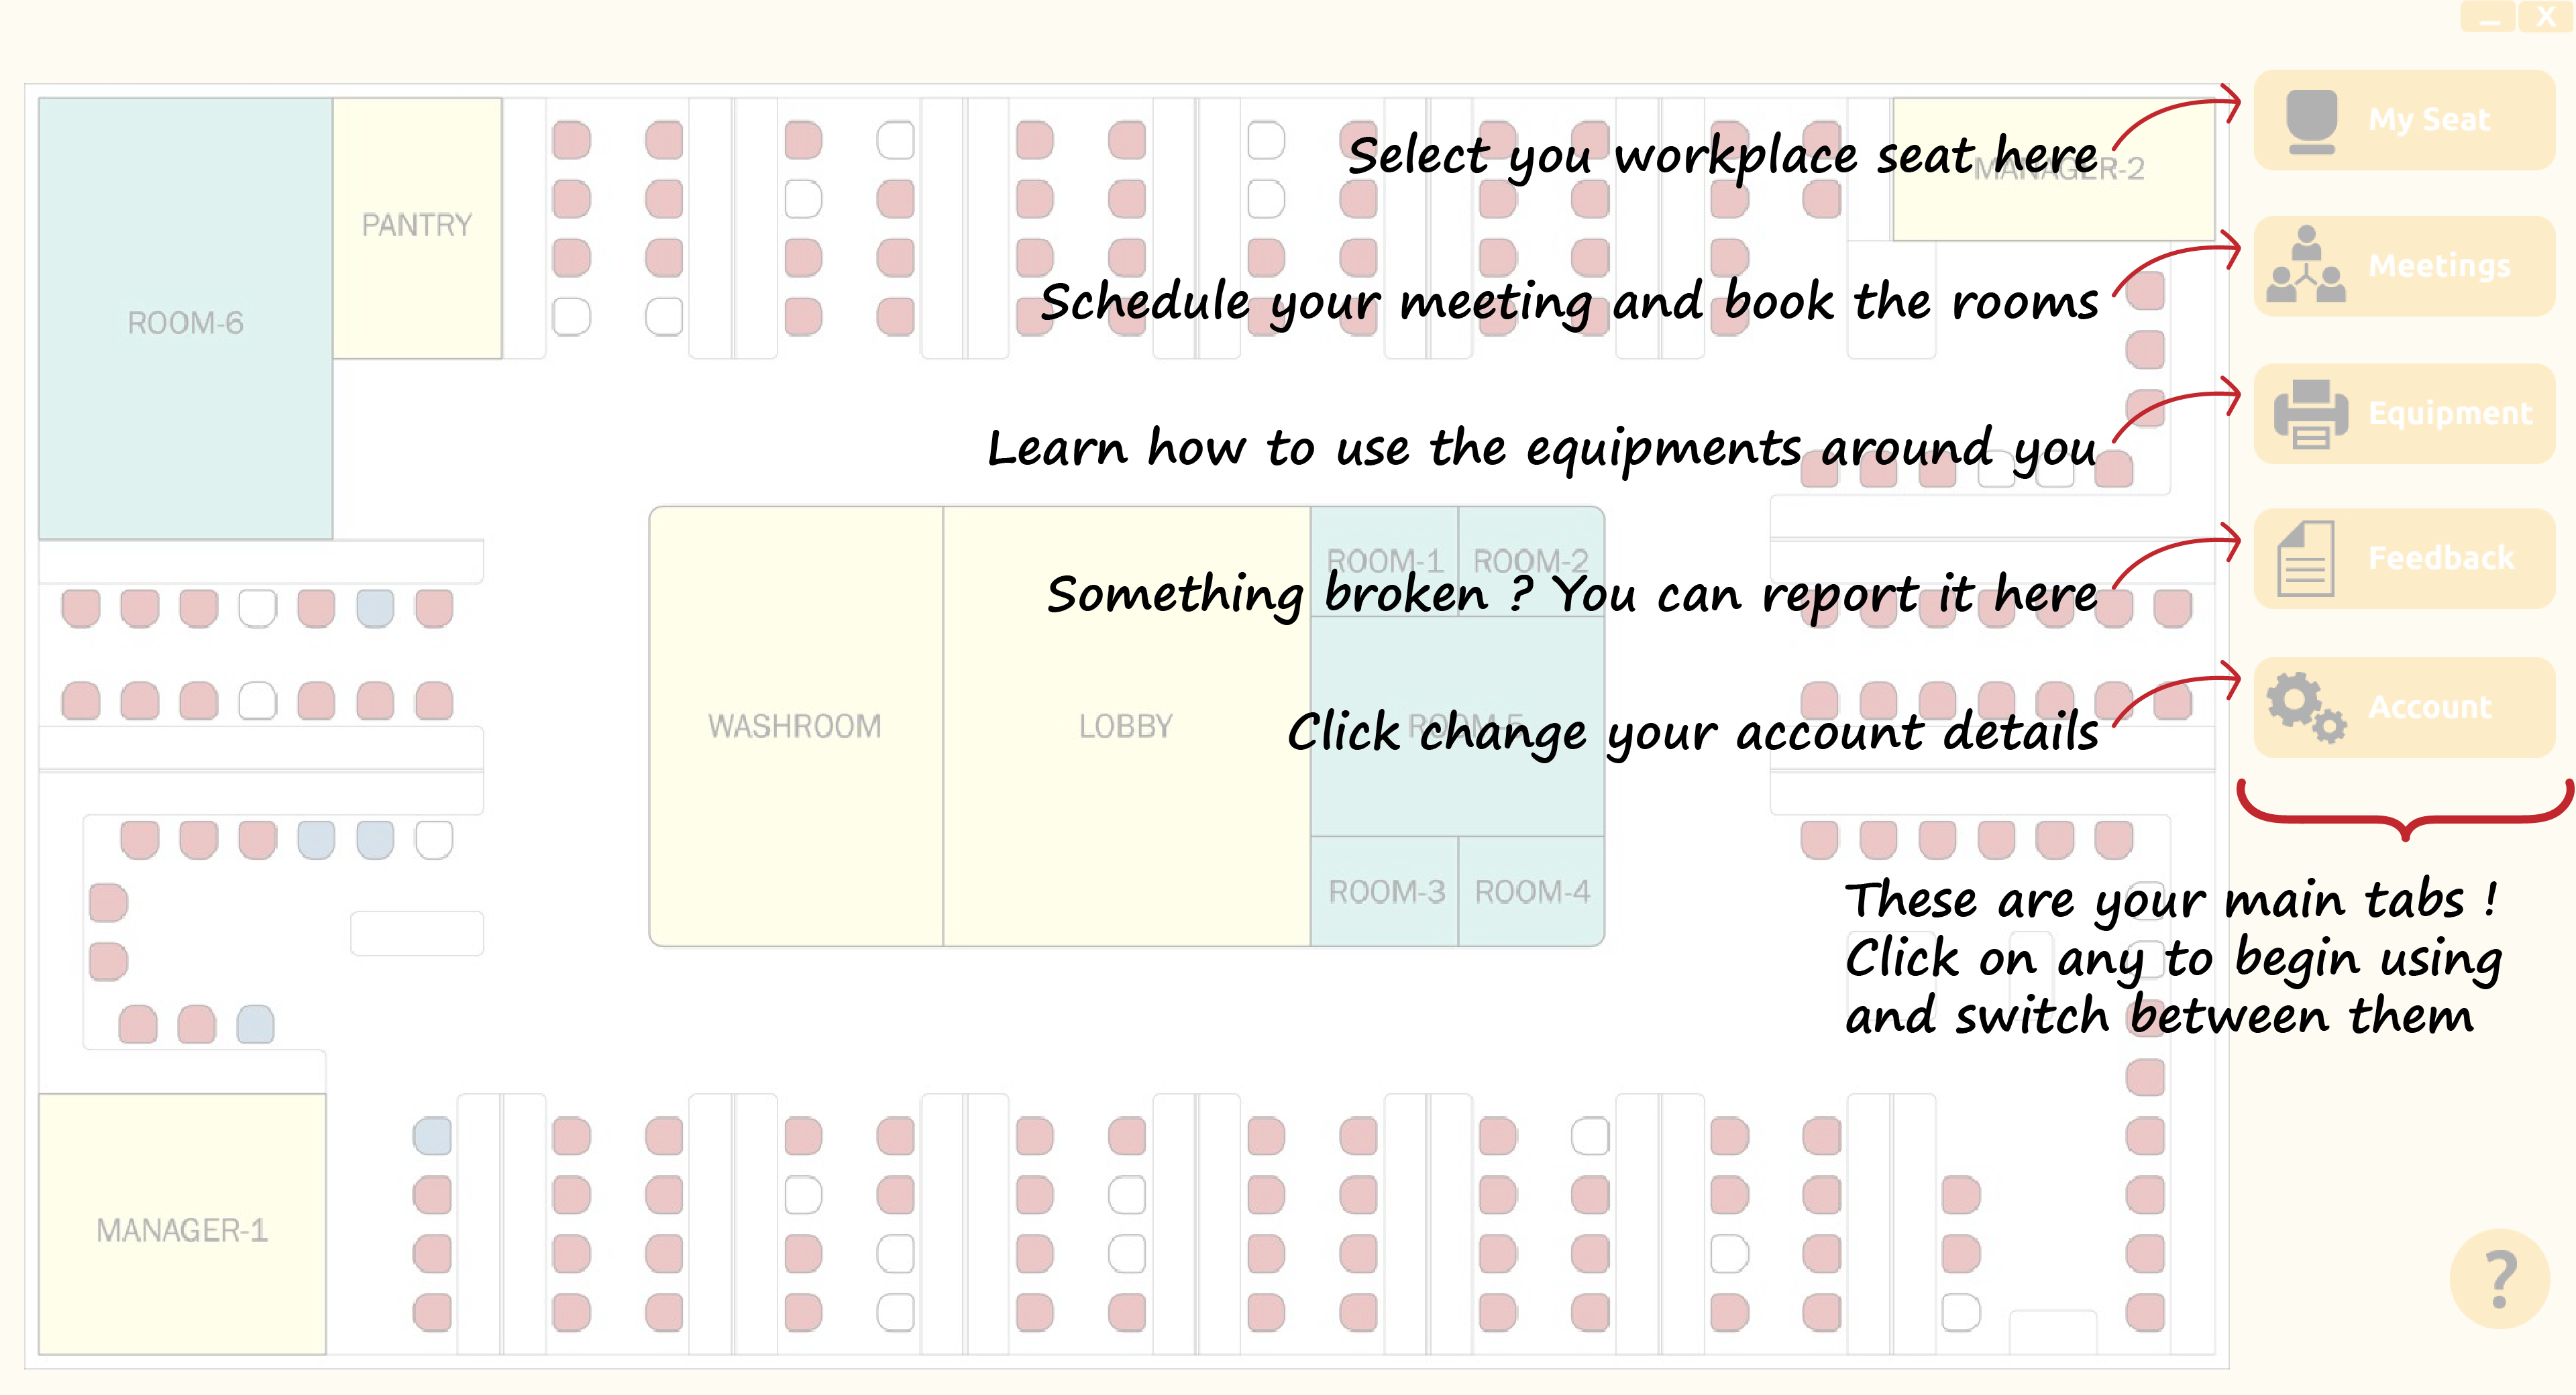 _ X
Select you workplace seat here
My Seat
MANAGER-2
PANTRY
Schedule your meeting and book the rooms
Meetings
ROOM-6
Learn how to use the equipments around you
Equipment
ROOM-1 ROOM-2
Something broken ? You can report it here
Feedback
WASHROOM
LOBBY
ROOM-5
Click change your account details
Account
ROOM-3 ROOM-4
These are your main tabs !
Click on any to begin using
and switch between them
MANAGER-1
?